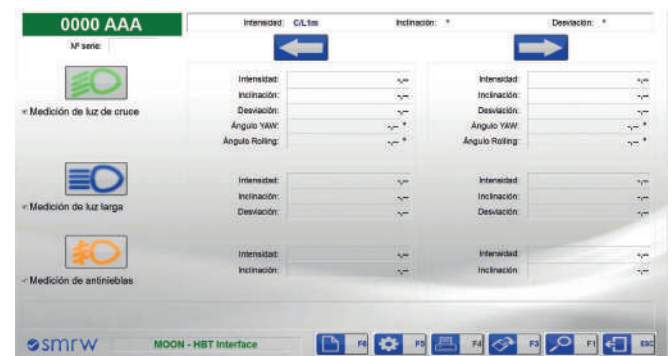 0000 AAA
Intensidad: C/L1m Inclinación: ° Desviación: °
Nº serie:
Intensidad: -,-- Intensidad: -,--
Inclinación: -,-- Inclinación: -,--
Medición de luz de cruce Desviación: -,-- Desviación: -,--
Ángulo YAW: -,-- ° Ángulo YAW: -,-- °
Ángulo Rolling: -,-- ° Ángulo Rolling: -,-- °
Intensidad: -,-- Intensidad: -,--
Inclinación: -,-- Inclinación: -,--
Medición de luz larga Desviación: -,-- Desviación: -,--
Intensidad: -,-- Intensidad: -,--
Inclinación: -,-- Inclinación: -,--
Medición de antinieblas
smrw MOON - HBT Interface F6 F5 F4 F3 F1 ESC